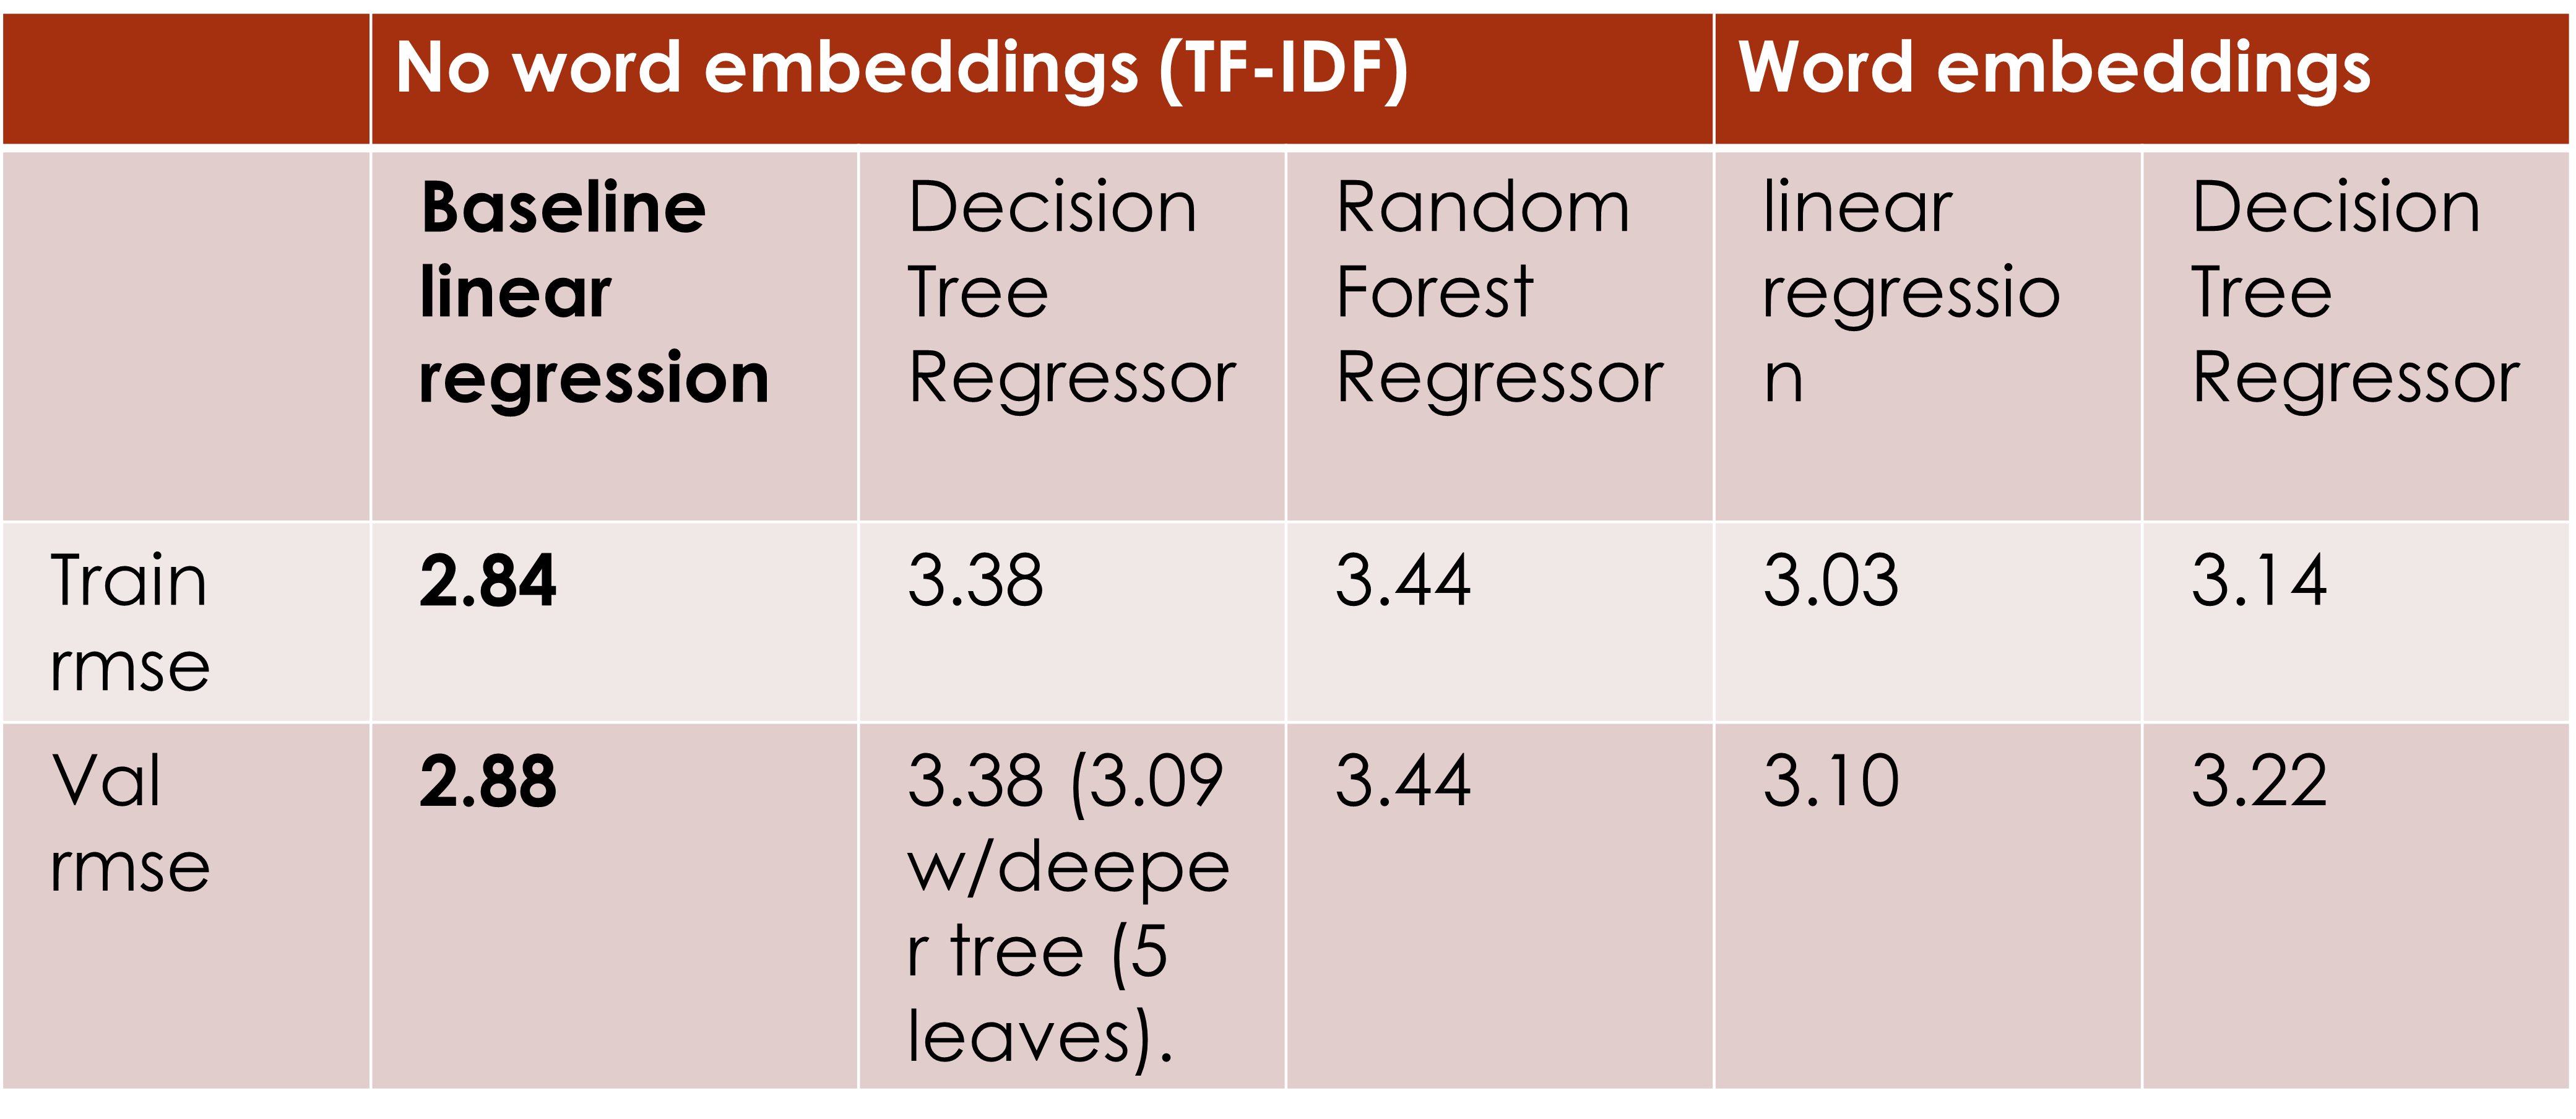 No word embeddings (TF-IDF)
Word embeddings
Baseline
linear
regression
Decision
Tree
Regressor
Random
Forest
Regressor
linear
regressio
n
Decision
Tree
Regressor
Train
rmse
2.84
3.38
3.44
3.03
3.14
Val
rmse
2.88
3.38 (3.09
w/deepe
r tree (5
leaves).
3.44
3.10
3.22